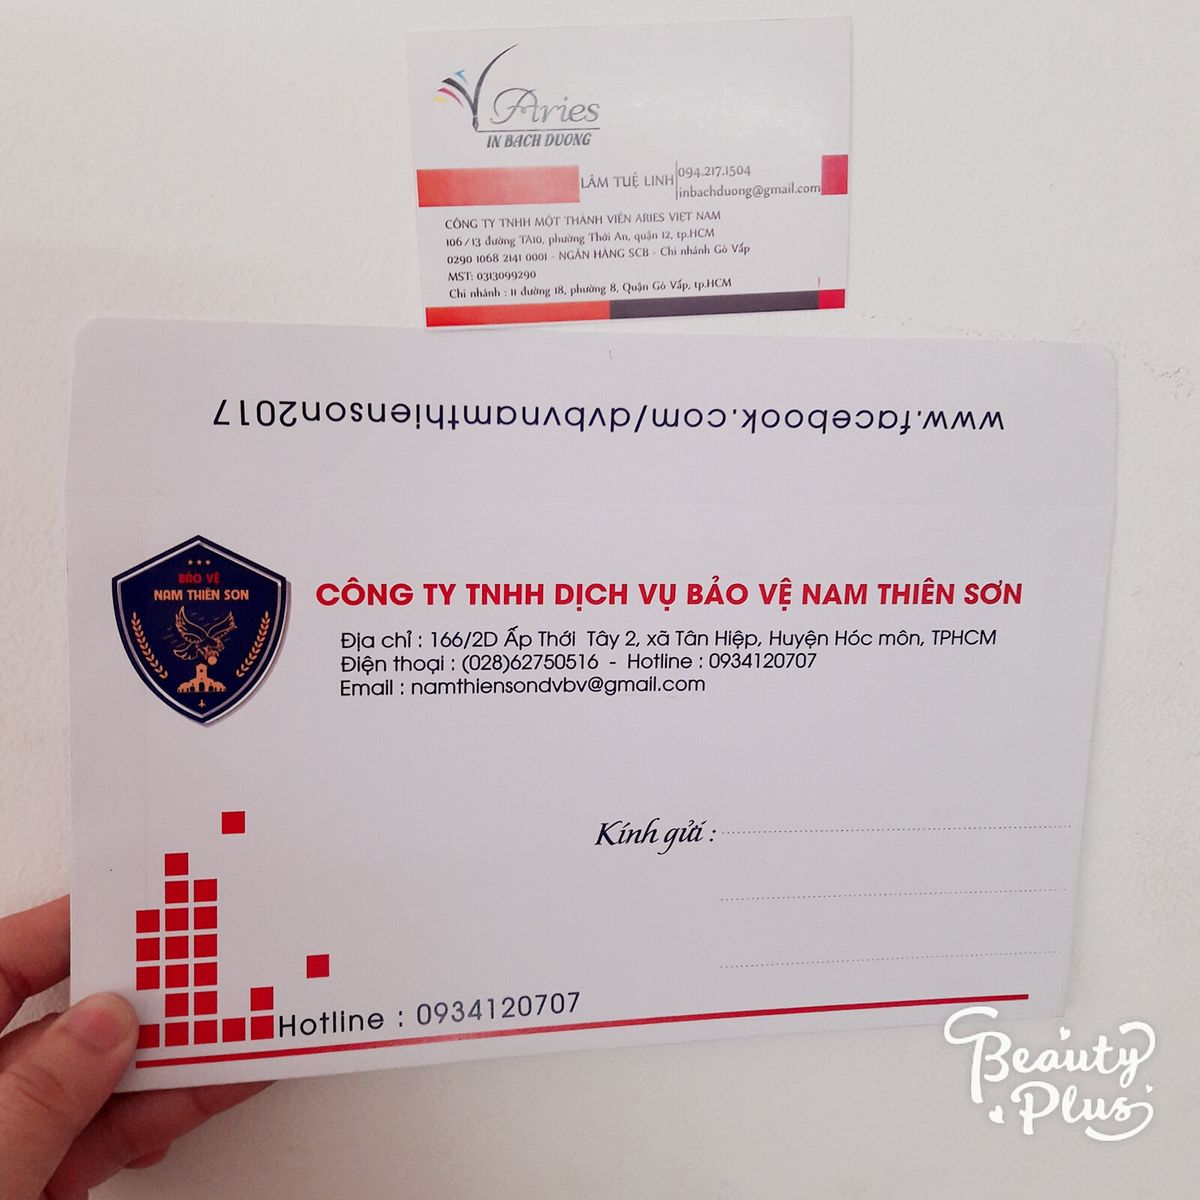 Aries
IN BACH DUONG
LÂM TUỆ LINH
094.217.1504
inbachduong@gmail.com
CÔNG TY TNHH MỘT THÀNH VIÊN ARIES VIỆT NAM
106/13 đường TA10, phường Thới An, quận 12, tp.HCM
0290 1068 2141 0001 - NGÂN HÀNG SCB - Chi nhánh Gò Vấp
MST: 0313099290
Chi nhánh : 11 đường 18, phường 8, Quận Gò Vấp, tp.HCM
www.facebook.com/dvbvnamthienson2017
BẢO VỆ
NAM THIÊN SƠN
CÔNG TY TNHH DỊCH VỤ BẢO VỆ NAM THIÊN SƠN
Địa chỉ : 166/2D Ấp Thới Tây 2, xã Tân Hiệp, Huyện Hóc môn, TPHCM
Điện thoại : (028)62750516 - Hotline : 0934120707
Email : namthiensondvbv@gmail.com
Kính gửi :
Hotline : 0934120707
Beauty
Plus